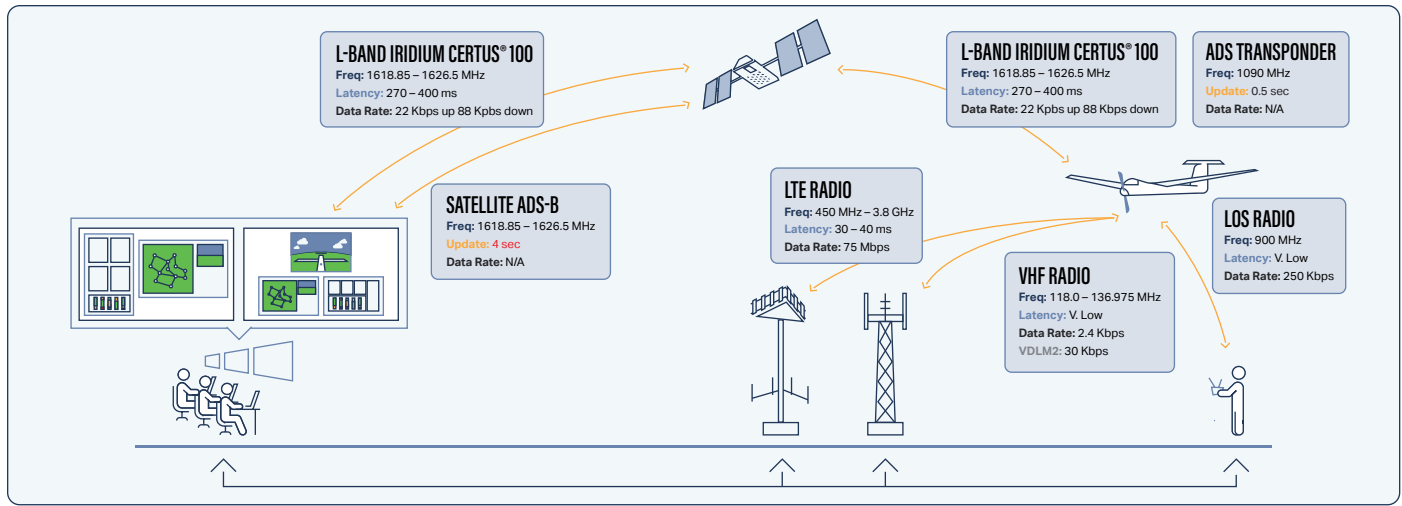 L-BAND IRIDIUM CERTUS® 100
Freq: 1618.85 – 1626.5 MHz
Latency: 270 – 400 ms
Data Rate: 22 Kbps up 88 Kpbs down
L-BAND IRIDIUM CERTUS® 100
Freq: 1618.85 – 1626.5 MHz
Latency: 270 – 400 ms
Data Rate: 22 Kpbs up 88 Kpbs down
ADS TRANSPONDER
Freq: 1090 MHz
Update: 0.5 sec
Data Rate: N/A
SATELLITE ADS-B
Freq: 1618.85 – 1626.5 MHz
Update: 4 sec
Data Rate: N/A
LTE RADIO
Freq: 450 MHz – 3.8 GHz
Latency: 30 – 40 ms
Data Rate: 75 Mbps
VHF RADIO
Freq: 118.0 – 136.975 MHz
Latency: V. Low
Data Rate: 2.4 Kbps
VDLM2: 30 Kbps
LOS RADIO
Freq: 900 MHz
Latency: V. Low
Data Rate: 250 Kbps